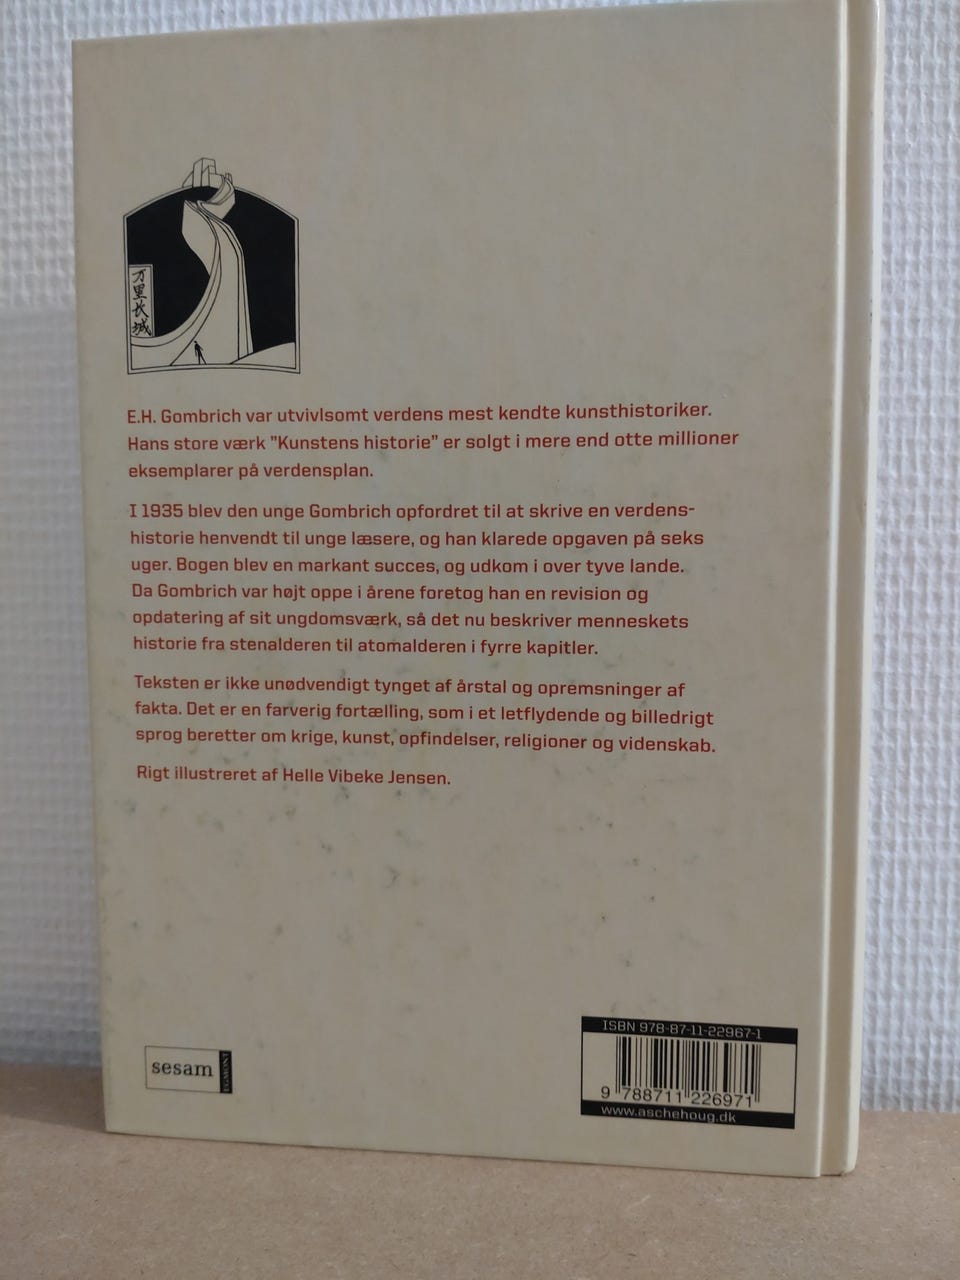 万里长城
E.H. Gombrich var utvivlsomt verdens mest kendte kunsthistoriker.
Hans store værk "Kunstens historie" er solgt i mere end otte millioner
eksemplarer på verdensplan.
I 1935 blev den unge Gombrich opfordret til at skrive en verdens-
historie henvendt til unge læsere, og han klarede opgaven på seks
uger. Bogen blev en markant succes, og udkom i over tyve lande.
Da Gombrich var højt oppe i årene foretog han en revision og
opdatering af sit ungdomsværk, så det nu beskriver menneskets
historie fra stenalderen til atomalderen i fyrre kapitler.
Teksten er ikke unødvendigt tynget af årstal og opremsninger af
fakta. Det er en farverig fortælling, som i et letflydende og billedrigt
sprog beretter om krige, kunst, opfindelser, religioner og videnskab.
Rigt illustreret af Helle Vibeke Jensen.
sesam
EGMONT
ISBN 978-87-11-22967-1
9 788711 226971
www.aschehoug.dk